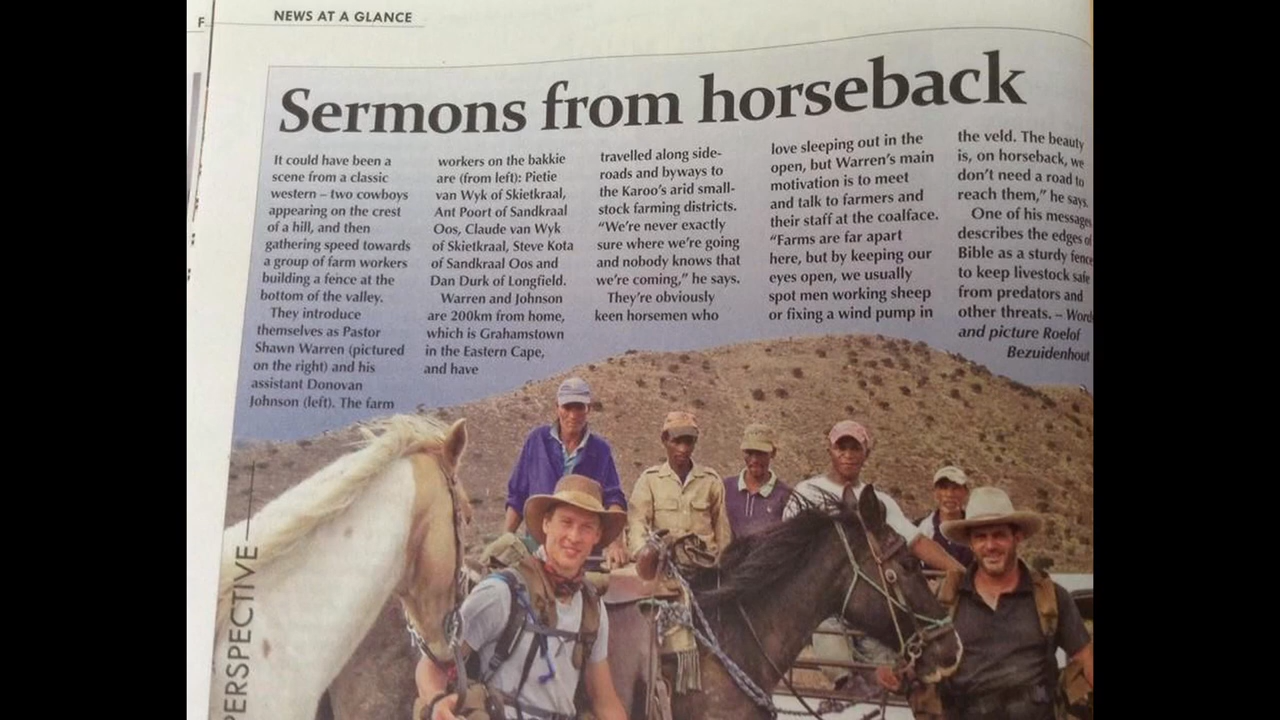 F
NEWS AT A GLANCE
Sermons from horseback
It could have been a
scene from a classic
western – two cowboys
appearing on the crest
of a hill, and then
gathering speed towards
a group of farm workers
building a fence at the
bottom of the valley.
They introduce
themselves as Pastor
Shawn Warren (pictured
on the right) and his
assistant Donovan
Johnson (left). The farm
workers on the bakkie
are (from left): Pietie
van Wyk of Skietkraal,
Ant Poort of Sandkraal
Oos, Claude van Wyk
of Skietkraal, Steve Kota
of Sandkraal Oos and
Dan Durk of Longfield.
Warren and Johnson
are 200km from home,
which is Grahamstown
in the Eastern Cape,
and have
travelled along side-
roads and byways to
the Karoo's arid small-
stock farming districts.
"We're never exactly
sure where we're going
and nobody knows that
we're coming," he says.
They're obviously
keen horsemen who
love sleeping out in the
open, but Warren's main
motivation is to meet
and talk to farmers and
their staff at the coalface.
"Farms are far apart
here, but by keeping our
eyes open, we usually
spot men working sheep
or fixing a wind pump in
the veld. The beauty
is, on horseback, we
don't need a road to
reach them," he says.
One of his messages
describes the edges of
Bible as a sturdy fence
to keep livestock safe
from predators and
other threats. – Words
and picture Roelof
Bezuidenhout
PERSPECTIVE